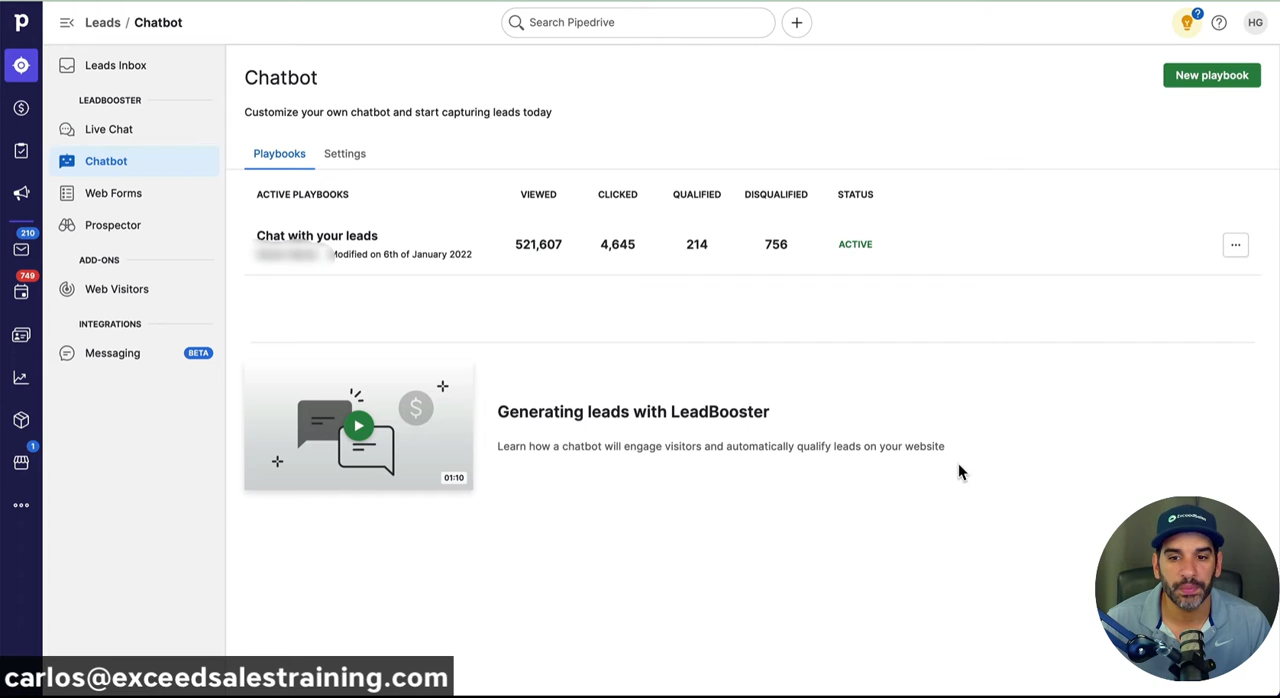 p
Leads / Chatbot
Search Pipedrive
+
?
?
HG
Leads Inbox
LEADBOOSTER
Live Chat
Chatbot
Web Forms
Prospector
ADD-ONS
Web Visitors
INTEGRATIONS
Messaging BETA
210
749
1
Chatbot
New playbook
Customize your own chatbot and start capturing leads today
Playbooks Settings
ACTIVE PLAYBOOKS VIEWED CLICKED QUALIFIED DISQUALIFIED STATUS
Chat with your leads 521,607 4,645 214 756 ACTIVE
Modified on 6th of January 2022
$
01:10
Generating leads with LeadBooster
Learn how a chatbot will engage visitors and automatically qualify leads on your website
ExceedSales
carlos@exceedsalestraining.com